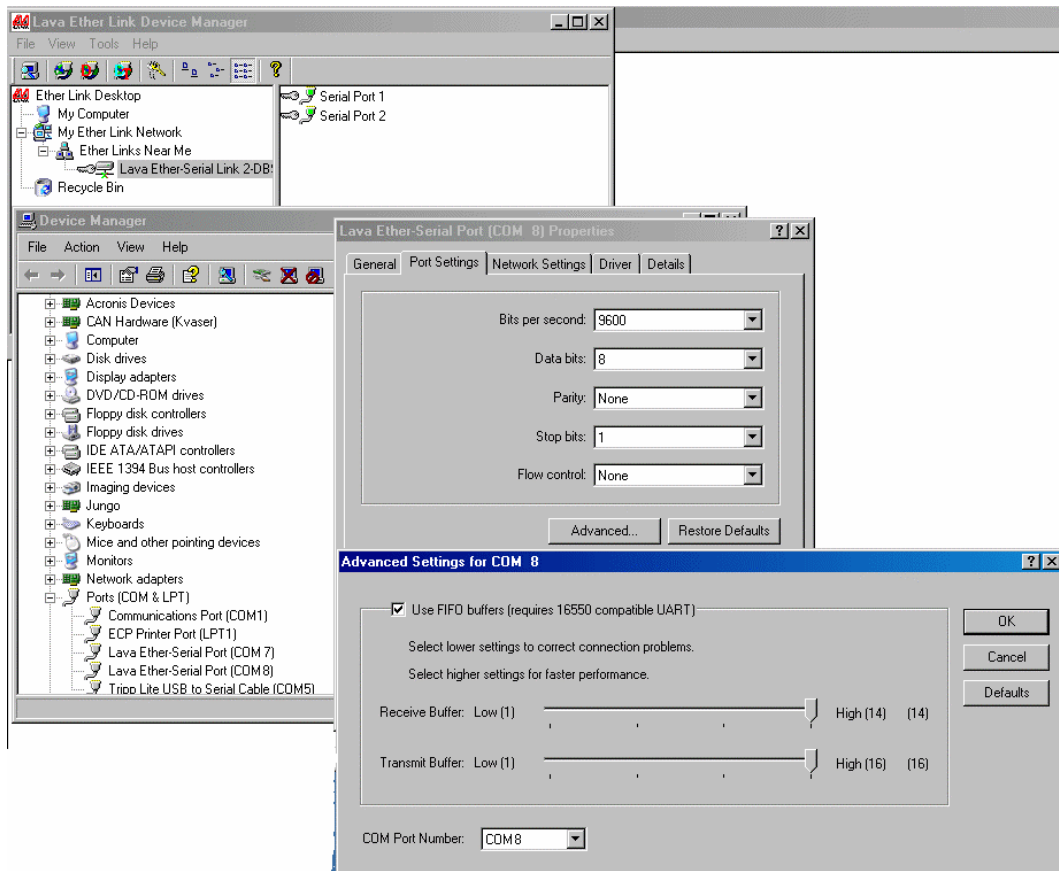 Lava Ether Link Device Manager
File View Tools Help
Ether Link Desktop
My Computer
My Ether Link Network
Ether Links Near Me
Lava Ether-Serial Link 2-DB
Recycle Bin
Serial Port 1
Serial Port 2
Device Manager
File Action View Help
Acronis Devices
CAN Hardware (Kvaser)
Computer
Disk drives
Display adapters
DVD/CD-ROM drives
Floppy disk controllers
Floppy disk drives
IDE ATA/ATAPI controllers
IEEE 1394 Bus host controllers
Imaging devices
Jungo
Keyboards
Mice and other pointing devices
Monitors
Network adapters
Ports (COM & LPT)
Communications Port (COM1)
ECP Printer Port (LPT1)
Lava Ether-Serial Port (COM 7)
Lava Ether-Serial Port (COM 8)
Tripp Lite USB to Serial Cable (COM5)
Lava Ether-Serial Port (COM 8) Properties
General Port Settings Network Settings Driver Details
Bits per second: 9600
Data bits: 8
Parity: None
Stop bits: 1
Flow control: None
Advanced... Restore Defaults
Advanced Settings for COM 8
Use FIFO buffers (requires 16550 compatible UART)
Select lower settings to correct connection problems.
Select higher settings for faster performance.
Receive Buffer: Low (1) High (14) (14)
Transmit Buffer: Low (1) High (16) (16)
COM Port Number: COM8
OK
Cancel
Defaults